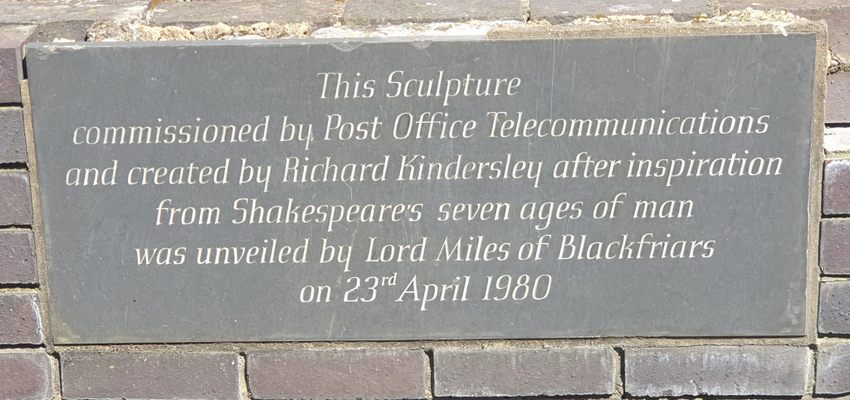 This Sculpture
commissioned by Post Office Telecommunications
and created by Richard Kindersley after inspiration
from Shakespeare's seven ages of man
was unveiled by Lord Miles of Blackfriars
on 23rd April 1980